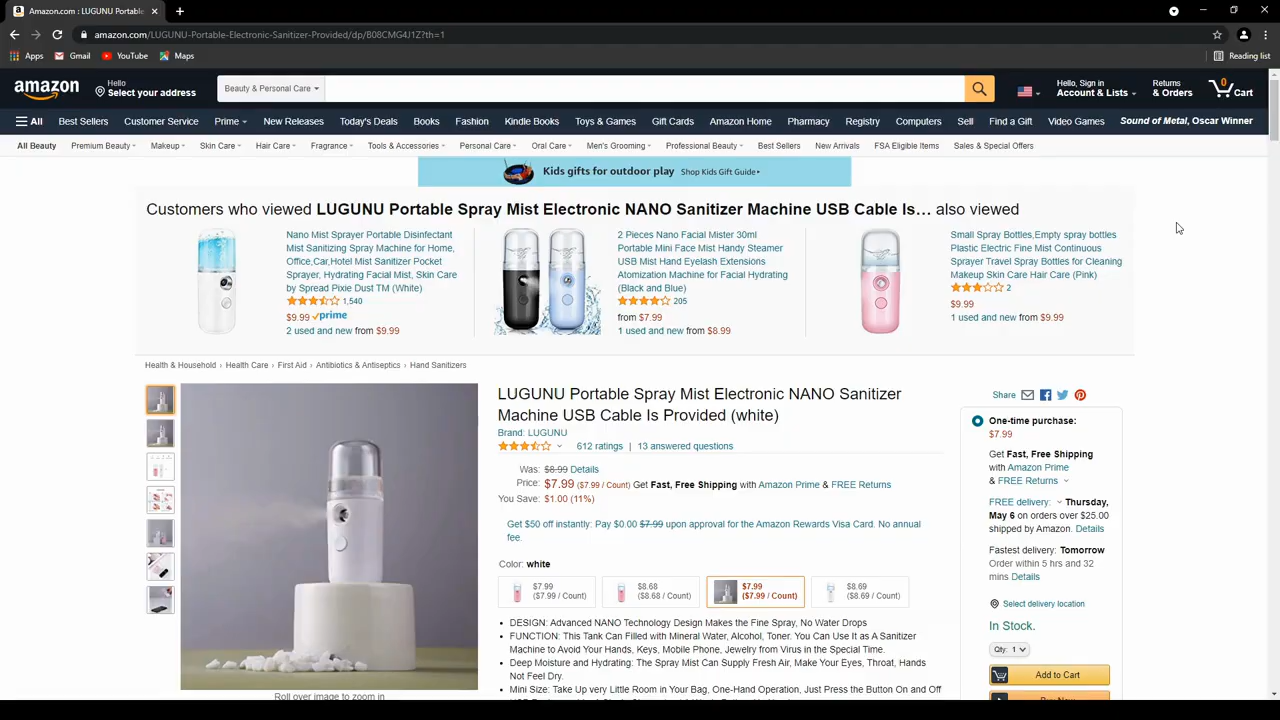 Amazon.com : LUGUNU Portable
amazon.com/LUGUNU-Portable-Electronic-Sanitizer-Provided/dp/B08CMG4J1Z?th=1
Apps Gmail YouTube Maps Reading list
amazon
Hello
Select your address
Beauty & Personal Care
Hello, Sign in
Account & Lists
Returns
& Orders
0
Cart
All Best Sellers Customer Service Prime New Releases Today's Deals Books Fashion Kindle Books Toys & Games Gift Cards Amazon Home Pharmacy Registry Computers Sell Find a Gift Video Games Sound of Metal, Oscar Winner
All Beauty Premium Beauty Makeup Skin Care Hair Care Fragrance Tools & Accessories Personal Care Oral Care Men's Grooming Professional Beauty Best Sellers New Arrivals FSA Eligible Items Sales & Special Offers
Kids gifts for outdoor play Shop Kids Gift Guide
Customers who viewed LUGUNU Portable Spray Mist Electronic NANO Sanitizer Machine USB Cable Is… also viewed
Nano Mist Sprayer Portable Disinfectant
Mist Sanitizing Spray Machine for Home,
Office,Car,Hotel Mist Sanitizer Pocket
Sprayer, Hydrating Facial Mist, Skin Care
by Spread Pixie Dust TM (White)
1,540
$9.99 prime
2 used and new from $9.99
2 Pieces Nano Facial Mister 30ml
Portable Mini Face Mist Handy Steamer
USB Mist Hand Eyelash Extensions
Atomization Machine for Facial Hydrating
(Black and Blue)
205
from $7.99
1 used and new from $8.99
Small Spray Bottles,Empty spray bottles
Plastic Electric Fine Mist Continuous
Sprayer Travel Spray Bottles for Cleaning
Makeup Skin Care Hair Care (Pink)
2
$9.99
1 used and new from $9.99
Health & Household › Health Care › First Aid › Antibiotics & Antiseptics › Hand Sanitizers
Roll over image to zoom in
LUGUNU Portable Spray Mist Electronic NANO Sanitizer
Machine USB Cable Is Provided (white)
Brand: LUGUNU
612 ratings | 13 answered questions
Was: $8.99 Details
Price: $7.99 ($7.99 / Count) Get Fast, Free Shipping with Amazon Prime & FREE Returns
You Save: $1.00 (11%)
Get $50 off instantly: Pay $0.00 $7.99 upon approval for the Amazon Rewards Visa Card. No annual
fee.
Color: white
$7.99
($7.99 / Count)
$8.68
($8.68 / Count)
$7.99
($7.99 / Count)
$8.69
($8.69 / Count)
• DESIGN: Advanced NANO Technology Design Makes the Fine Spray, No Water Drops
• FUNCTION: This Tank Can Filled with Mineral Water, Alcohol, Toner. You Can Use It as A Sanitizer
Machine to Avoid Your Hands, Keys, Mobile Phone, Jewelry from Virus in the Special Time.
• Deep Moisture and Hydrating: The Spray Mist Can Supply Fresh Air, Make Your Eyes, Throat, Hands
Not Feel Dry.
• Mini Size: Take Up very Little Room in Your Bag, One-Hand Operation, Just Press the Button On and Off
Share
One-time purchase:
$7.99
Get Fast, Free Shipping
with Amazon Prime
& FREE Returns
FREE delivery: Thursday,
May 6 on orders over $25.00
shipped by Amazon. Details
Fastest delivery: Tomorrow
Order within 5 hrs and 32
mins Details
Select delivery location
In Stock.
Qty: 1
Add to Cart